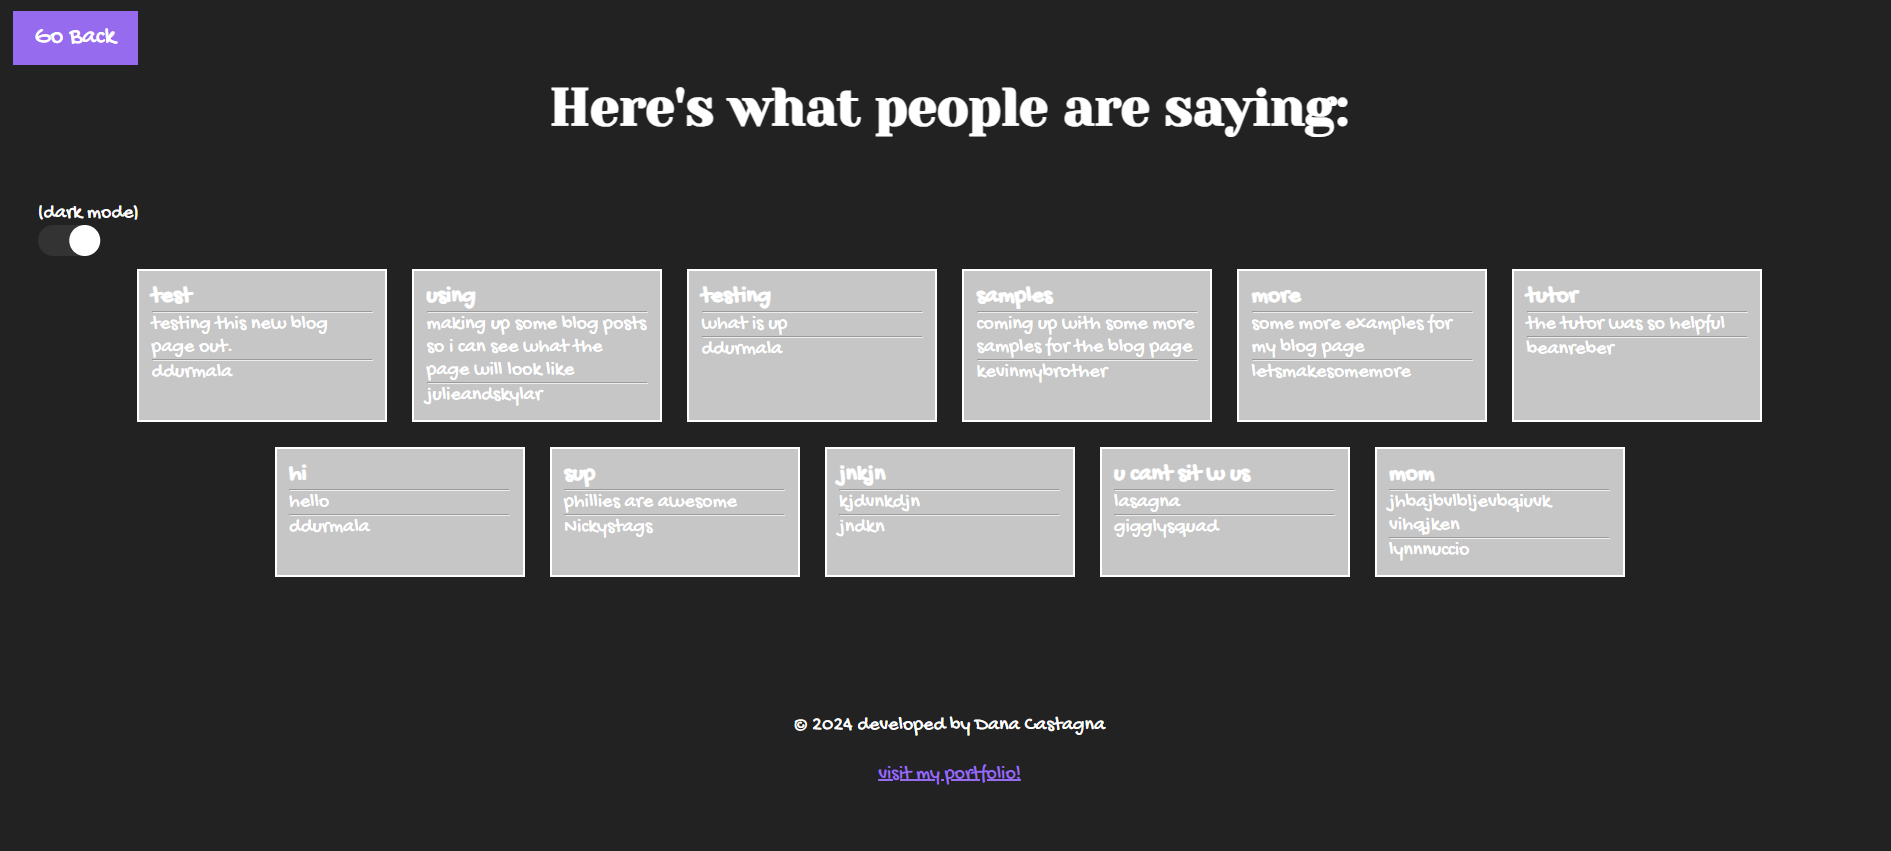 Go Back
Here's what people are saying:
(dark mode)
test
testing this new blog
page out.
ddurmala
using
making up some blog posts
so i can see what the
page will look like
julieandskylar
testing
what is up
ddurmala
samples
coming up with some more
samples for the blog page
kevinmybrother
more
some more examples for
my blog page
letsmakesomemore
tutor
the tutor was so helpful
beanreber
hi
hello
ddurmala
sup
phillies are awesome
Nickystags
jnkjn
kjdunkdjn
jndkn
u cant sit w us
lasagna
gigglysquad
mom
jhbajbvlbljevbqiuvk
vihqjken
lynnnuccio
© 2024 developed by Dana Castagna
visit my portfolio!